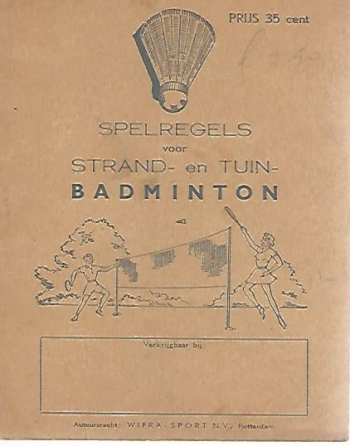 PRIJS 35 cent
SPELREGELS
voor
STRAND- en TUIN-
BADMINTON
Verkrijgbaar bij:
Auteursrecht: WIFRA-SPORT N.V., Rotterdam